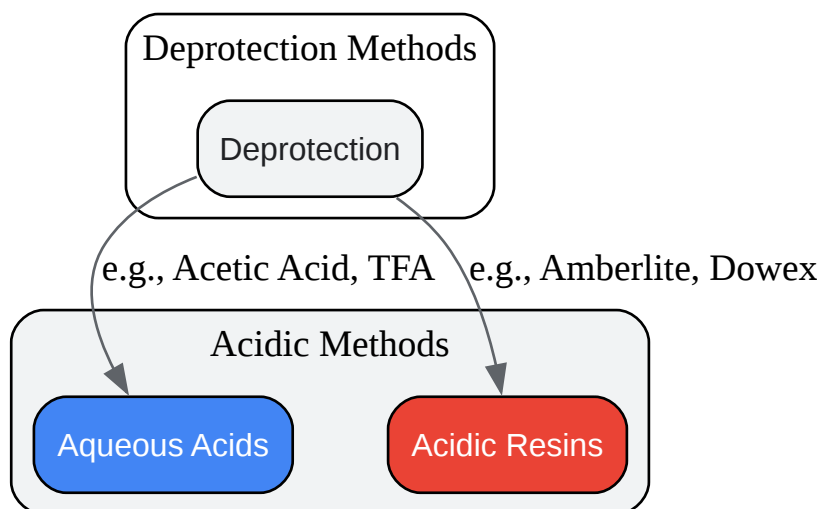 Deprotection Methods
Deprotection
e.g., Acetic Acid, TFA
e.g., Amberlite, Dowex
Acidic Methods
Aqueous Acids
Acidic Resins